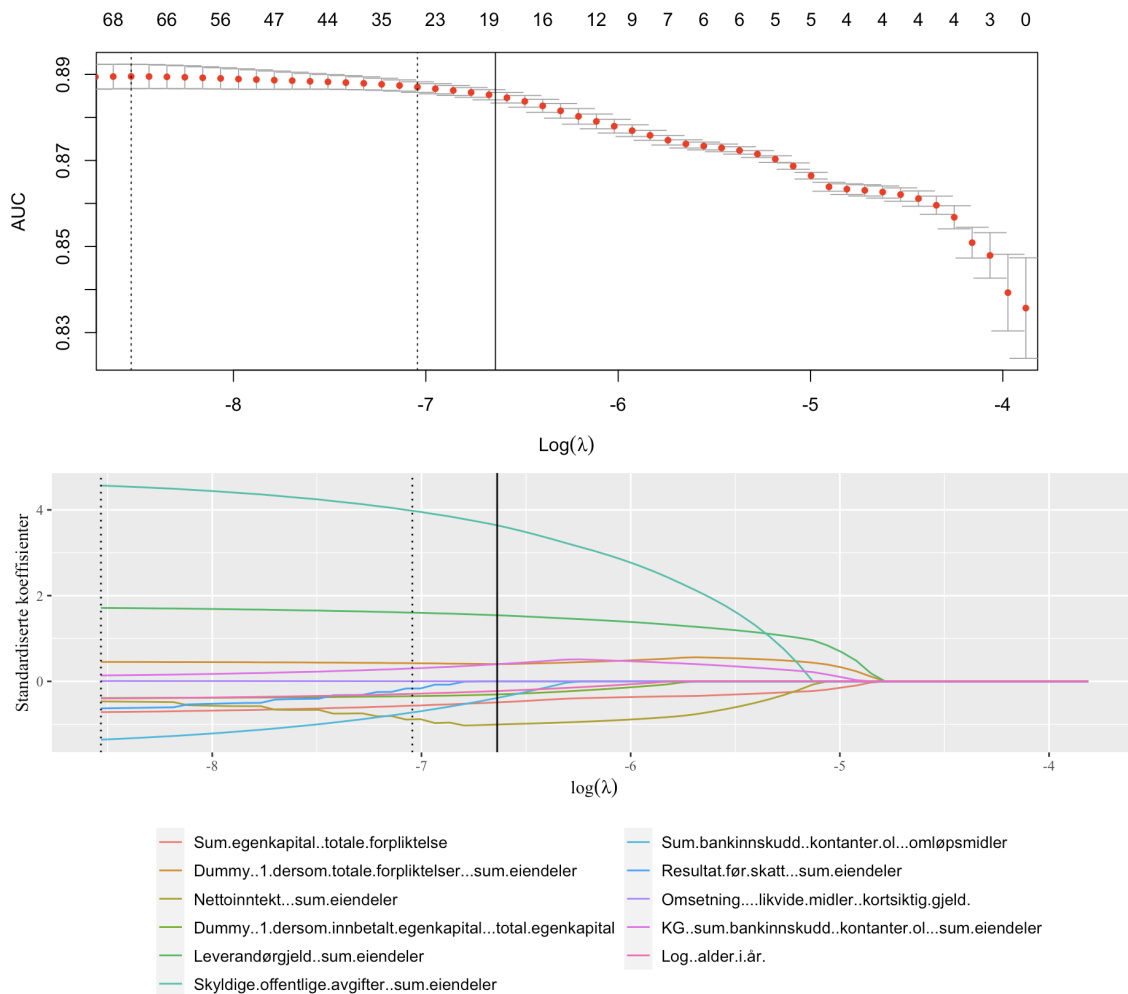 68 66 56 47 44 35 23 19 16 12 9 7 6 6 5 5 4 4 4 4 3 0
0.89
0.87
0.85
0.83
AUC
-8 -7 -6 -5 -4
Log(λ)
4
2
0
Standardiserte koeffisienter
-8 -7 -6 -5 -4
log(λ)
Sum.egenkapital..totale.forpliktelse
Dummy..1.dersom.totale.forpliktelser...sum.eiendeler
Nettoinntekt...sum.eiendeler
Dummy..1.dersom.innbetalt.egenkapital...total.egenkapital
Leverandørgjeld..sum.eiendeler
Skyldige.offentlige.avgifter..sum.eiendeler
Sum.bankinnskudd..kontanter.ol...omløpsmidler
Resultat.før.skatt...sum.eiendeler
Omsetning....likvide.midler..kortsiktig.gjeld.
KG..sum.bankinnskudd..kontanter.ol...sum.eiendeler
Log..alder.i.år.